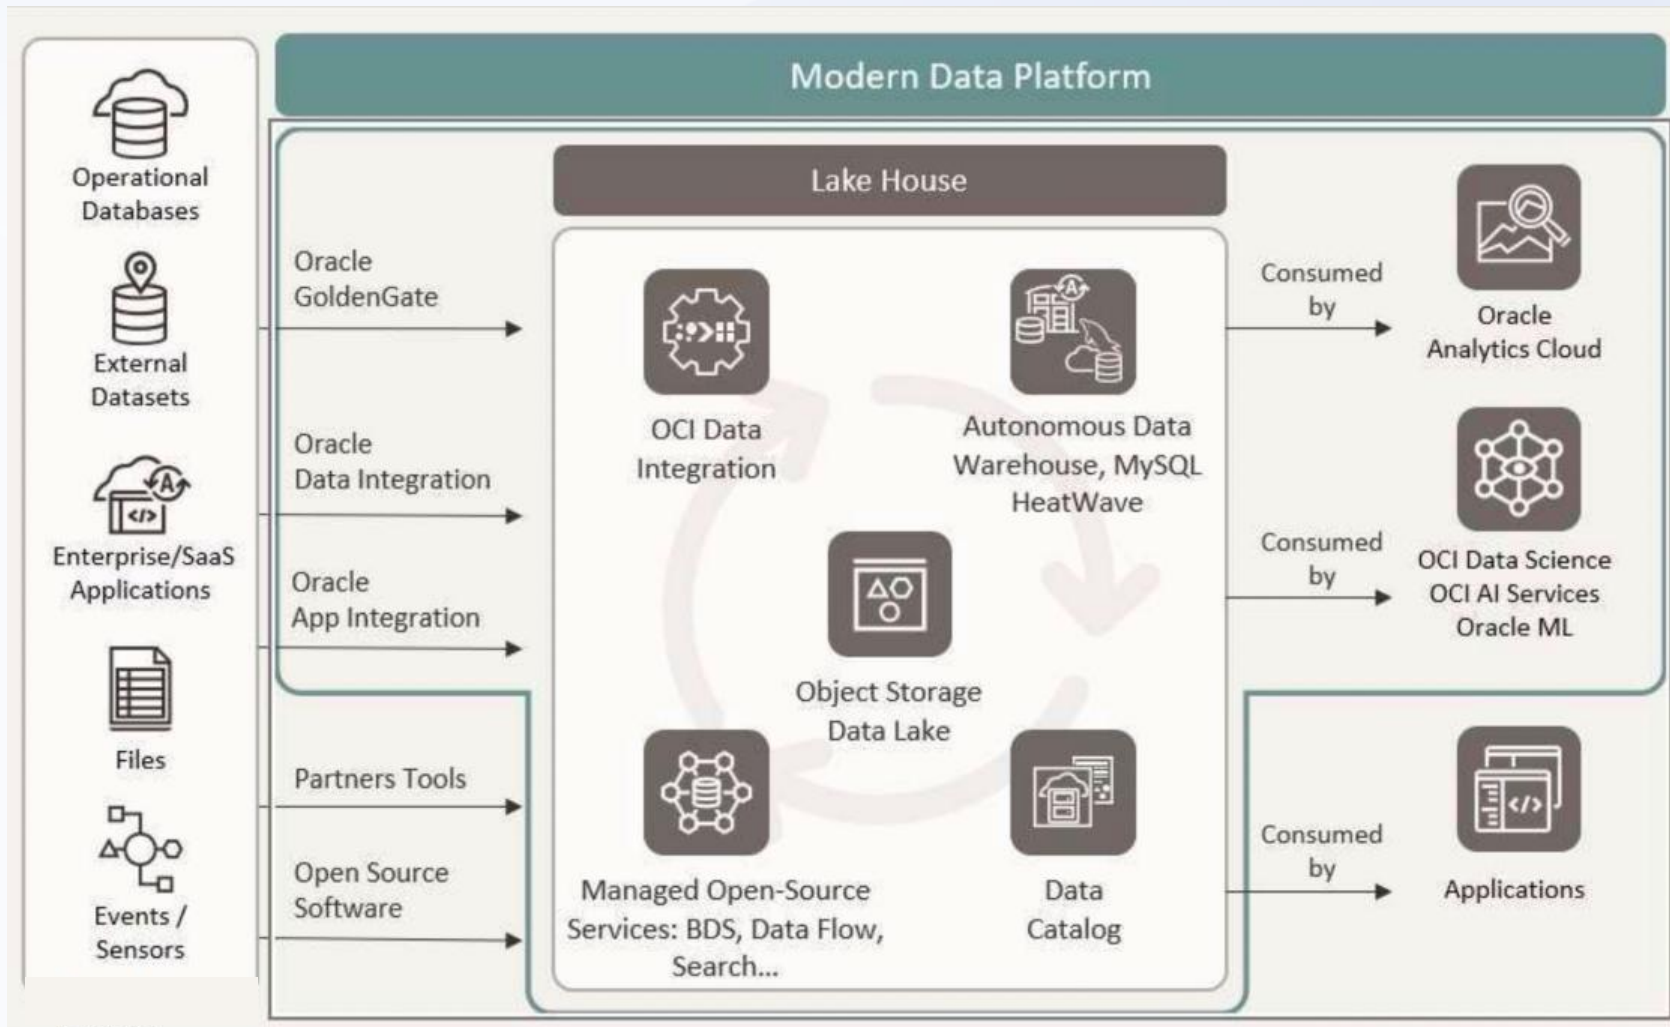 Modern Data Platform
Operational
Databases
External
Datasets
Enterprise/SaaS
Applications
Files
Events /
Sensors
Oracle
GoldenGate
Oracle
Data Integration
Oracle
App Integration
Partners Tools
Open Source
Software
Lake House
OCI Data
Integration
Autonomous Data
Warehouse, MySQL
HeatWave
Object Storage
Data Lake
Managed Open-Source
Services: BDS, Data Flow,
Search...
Data
Catalog
Consumed
by
Oracle
Analytics Cloud
Consumed
by
OCI Data Science
OCI AI Services
Oracle ML
Consumed
by
Applications